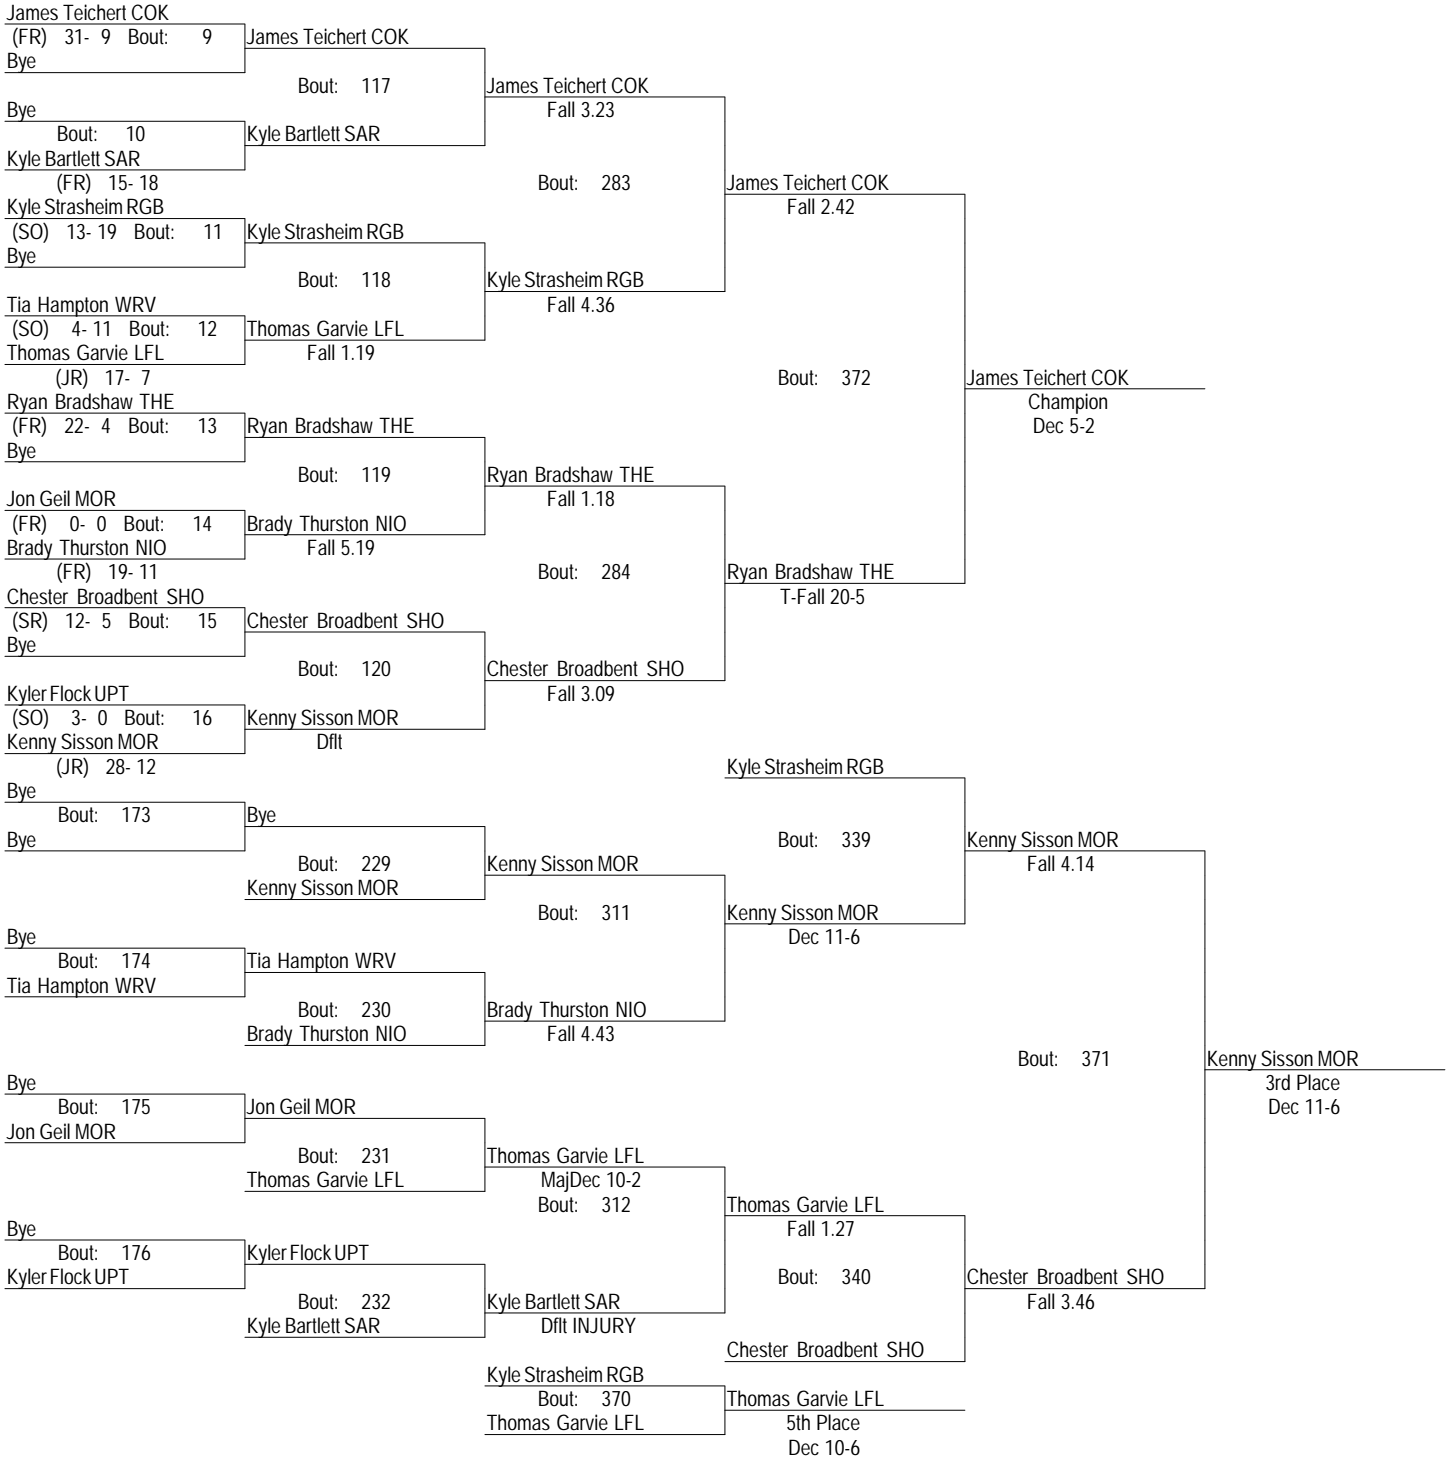 James Teichert COK
(FR) 31- 9 Bout: 9
James Teichert COK
Bye
Bout: 117
James Teichert COK
Bye
Fall 3.23
Bout: 10
Kyle Bartlett SAR
Kyle Bartlett SAR
(FR) 15- 18
Bout: 283
James Teichert COK
Kyle Strasheim RGB
Fall 2.42
(SO) 13- 19 Bout: 11
Kyle Strasheim RGB
Bye
Bout: 118
Kyle Strasheim RGB
Tia Hampton WRV
Fall 4.36
(SO) 4- 11 Bout: 12
Thomas Garvie LFL
Thomas Garvie LFL
Fall 1.19
(JR) 17- 7
Bout: 372
James Teichert COK
Ryan Bradshaw THE
Champion
(FR) 22- 4 Bout: 13
Ryan Bradshaw THE
Dec 5-2
Bye
Bout: 119
Ryan Bradshaw THE
Jon Geil MOR
Fall 1.18
(FR) 0- 0 Bout: 14
Brady Thurston NIO
Brady Thurston NIO
Fall 5.19
(FR) 19- 11
Bout: 284
Ryan Bradshaw THE
Chester Broadbent SHO
T-Fall 20-5
(SR) 12- 5 Bout: 15
Chester Broadbent SHO
Bye
Bout: 120
Chester Broadbent SHO
Kyler Flock UPT
Fall 3.09
(SO) 3- 0 Bout: 16
Kenny Sisson MOR
Kenny Sisson MOR
Dflt
(JR) 28- 12
Kyle Strasheim RGB
Bye
Bout: 173
Bye
Bye
Bout: 339
Kenny Sisson MOR
Bout: 229
Kenny Sisson MOR
Fall 4.14
Kenny Sisson MOR
Bout: 311
Kenny Sisson MOR
Bye
Dec 11-6
Bout: 174
Tia Hampton WRV
Tia Hampton WRV
Bout: 230
Brady Thurston NIO
Brady Thurston NIO
Fall 4.43
Bout: 371
Kenny Sisson MOR
Bye
3rd Place
Bout: 175
Jon Geil MOR
Dec 11-6
Jon Geil MOR
Bout: 231
Thomas Garvie LFL
Thomas Garvie LFL
MajDec 10-2
Bout: 312
Thomas Garvie LFL
Bye
Fall 1.27
Bout: 176
Kyler Flock UPT
Kyler Flock UPT
Bout: 340
Chester Broadbent SHO
Bout: 232
Kyle Bartlett SAR
Fall 3.46
Kyle Bartlett SAR
Dflt INJURY
Chester Broadbent SHO
Kyle Strasheim RGB
Bout: 370
Thomas Garvie LFL
Thomas Garvie LFL
5th Place
Dec 10-6